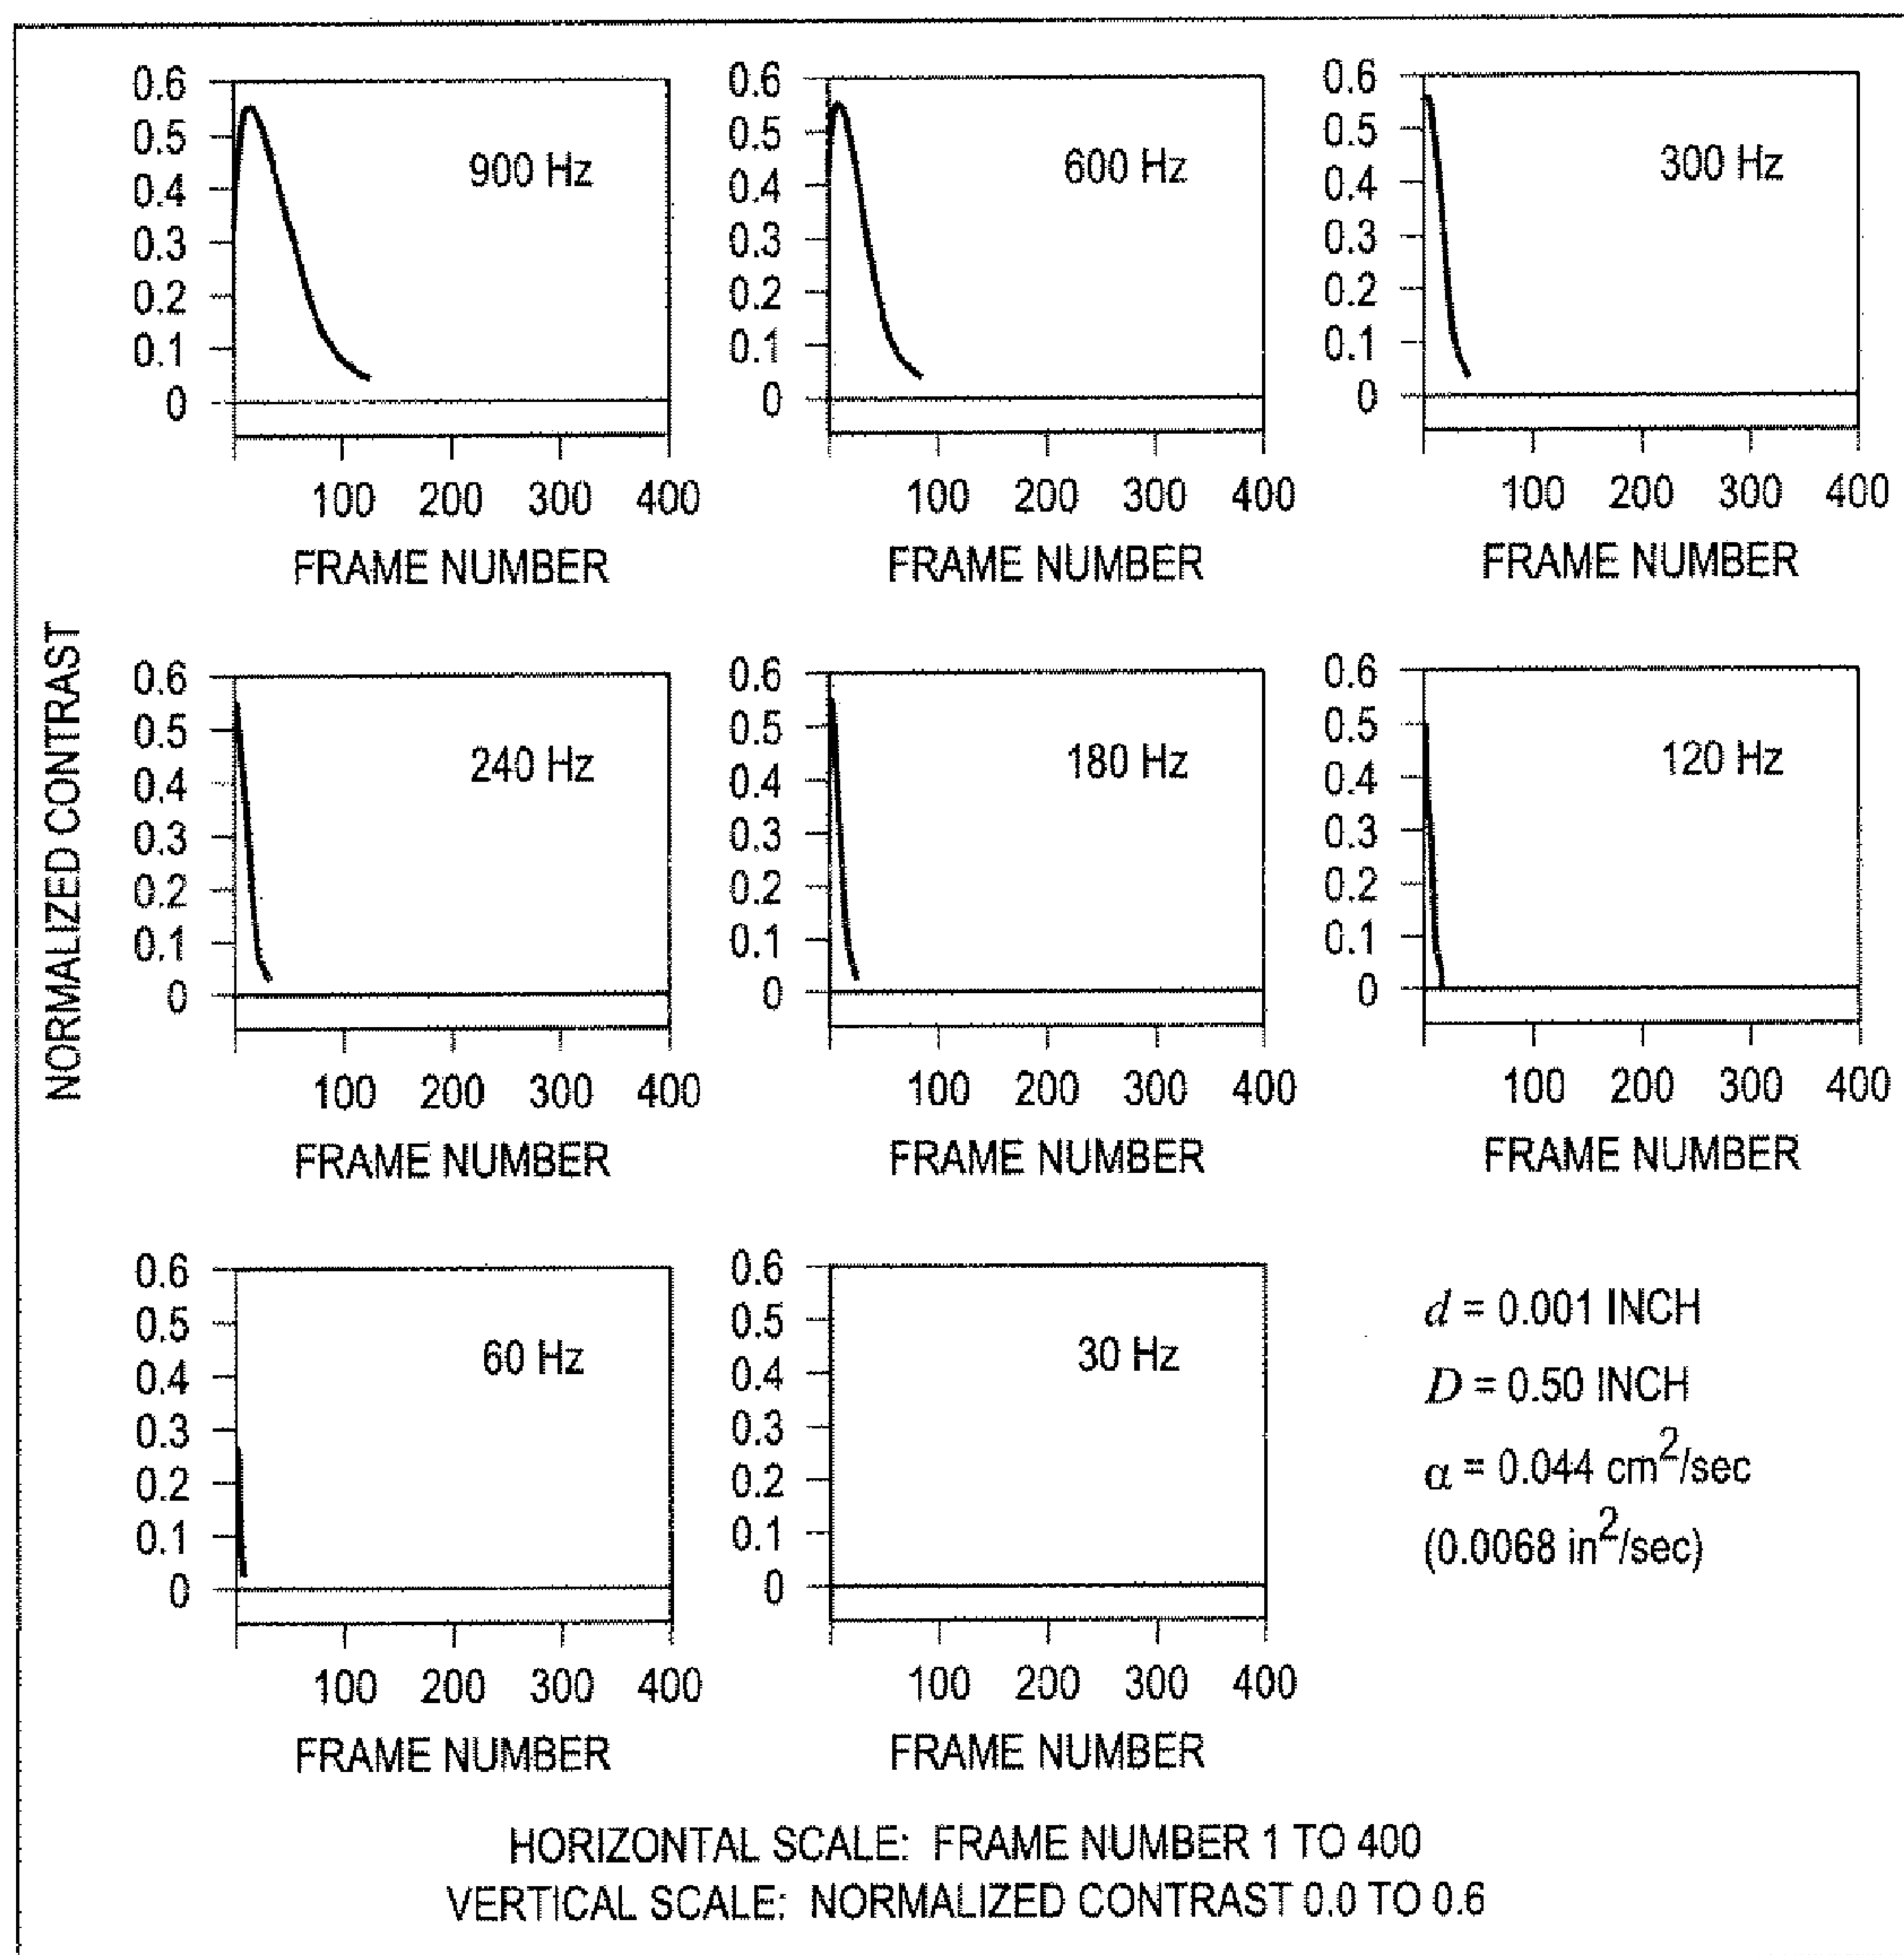 NORMALIZED CONTRAST
0.6
0.5
0.4
0.3
0.2
0.1
0
900 Hz
100 200 300 400
FRAME NUMBER
0.6
0.5
0.4
0.3
0.2
0.1
0
600 Hz
100 200 300 400
FRAME NUMBER
0.6
0.5
0.4
0.3
0.2
0.1
0
300 Hz
100 200 300 400
FRAME NUMBER
0.6
0.5
0.4
0.3
0.2
0.1
0
240 Hz
100 200 300 400
FRAME NUMBER
0.6
0.5
0.4
0.3
0.2
0.1
0
180 Hz
100 200 300 400
FRAME NUMBER
0.6
0.5
0.4
0.3
0.2
0.1
0
120 Hz
100 200 300 400
FRAME NUMBER
0.6
0.5
0.4
0.3
0.2
0.1
0
60 Hz
100 200 300 400
FRAME NUMBER
0.6
0.5
0.4
0.3
0.2
0.1
0
30 Hz
100 200 300 400
FRAME NUMBER
d = 0.001 INCH
D = 0.50 INCH
α = 0.044 cm²/sec
(0.0068 in²/sec)
HORIZONTAL SCALE: FRAME NUMBER 1 TO 400
VERTICAL SCALE: NORMALIZED CONTRAST 0.0 TO 0.6